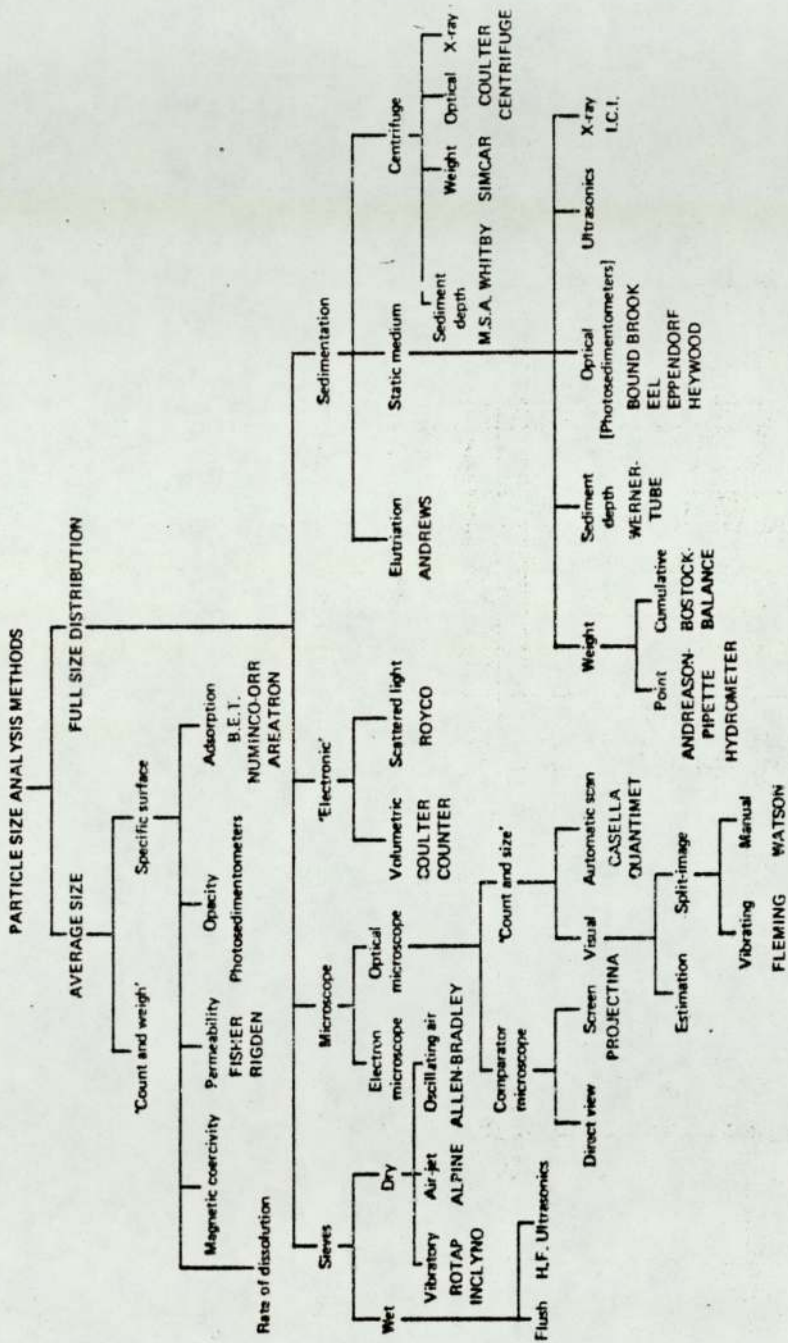 PARTICLE SIZE ANALYSIS METHODS
AVERAGE SIZE
FULL SIZE DISTRIBUTION
'Count and weigh'
Specific surface
Rate of dissolution
Magnetic coercivity
Permeability
FISHER
RIGDEN
Opacity
Photosedimentometers
Adsorption
B.E.T.
NUMINCO-ORR
AREATRON
Sieves
Microscope
'Electronic'
Sedimentation
Wet
Dry
Flush
H.F. Ultrasonics
Vibratory
ROTAP
INCLYNO
Air-jet
ALPINE
Oscillating air
ALLEN-BRADLEY
Electron
microscope
Optical
microscope
Comparator
microscope
'Count and size'
Direct view
Screen
PROJECTINA
Visual
Automatic scan
CASELLA
QUANTIMET
Estimation
Split-image
Vibrating
FLEMING
Manual
WATSON
Volumetric
COULTER
COUNTER
Scattered light
ROYCO
Elutriation
ANDREWS
Static medium
Centrifuge
Sediment
depth
M.S.A. WHITBY
Weight
SIMCAR
Optical
COULTER
CENTRIFUGE
X-ray
Weight
Point
ANDREASON-
PIPETTE
HYDROMETER
Cumulative
BOSTOCK-
BALANCE
Sediment
depth
WERNER-
TUBE
Optical
[Photosedimentometers]
BOUND BROOK
EEL
EPPENDORF
HEYWOOD
Ultrasonics
X-ray
I.C.I.